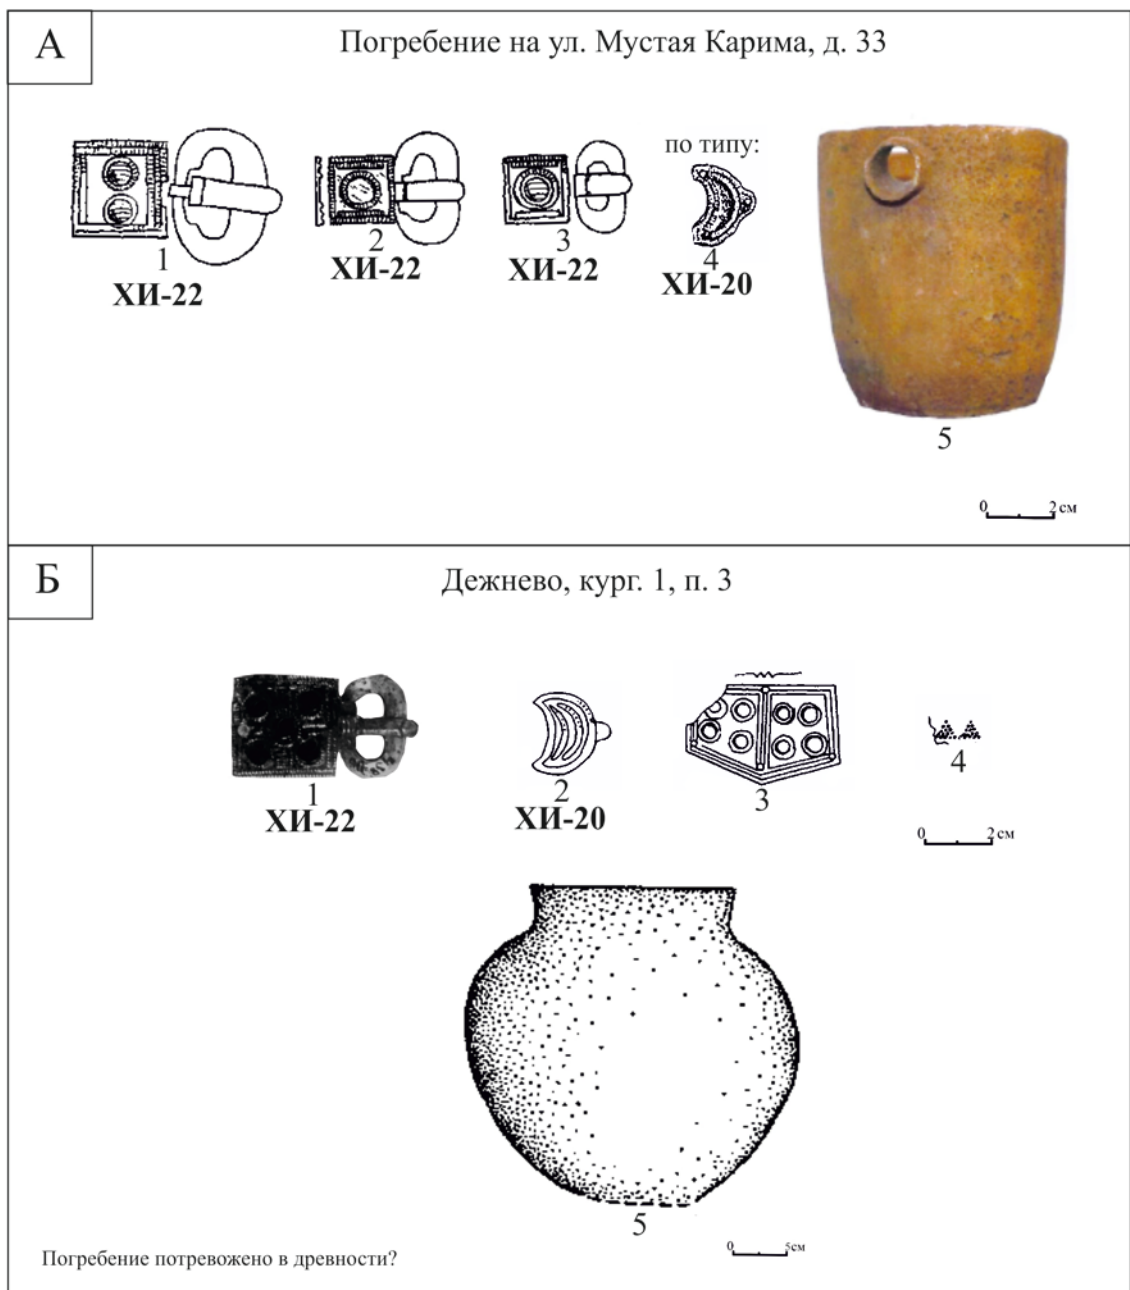 А
Погребение на ул. Мустая Карима, д. 33
по типу:
1
2
3
4
ХИ-22
ХИ-22
ХИ-22
ХИ-20
5
0 2 см
Б
Дежнево, кург. 1, п. 3
1
2
3
4
ХИ-22
ХИ-20
0 2 см
5
0 5см
Погребение потревожено в древности?